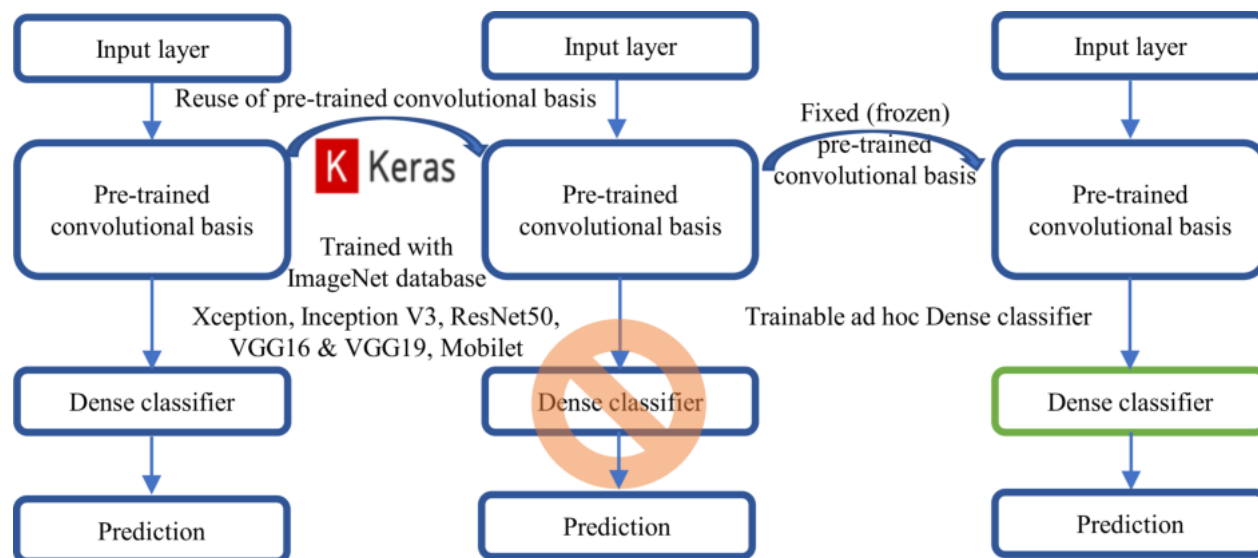 Input layer
Input layer
Input layer
Reuse of pre-trained convolutional basis
Fixed (frozen)
pre-trained
convolutional basis
K Keras
Pre-trained
convolutional basis
Pre-trained
convolutional basis
Pre-trained
convolutional basis
Trained with
ImageNet database
Xception, Inception V3, ResNet50,
VGG16 & VGG19, Mobilet
Trainable ad hoc Dense classifier
Dense classifier
Dense classifier
Dense classifier
Prediction
Prediction
Prediction